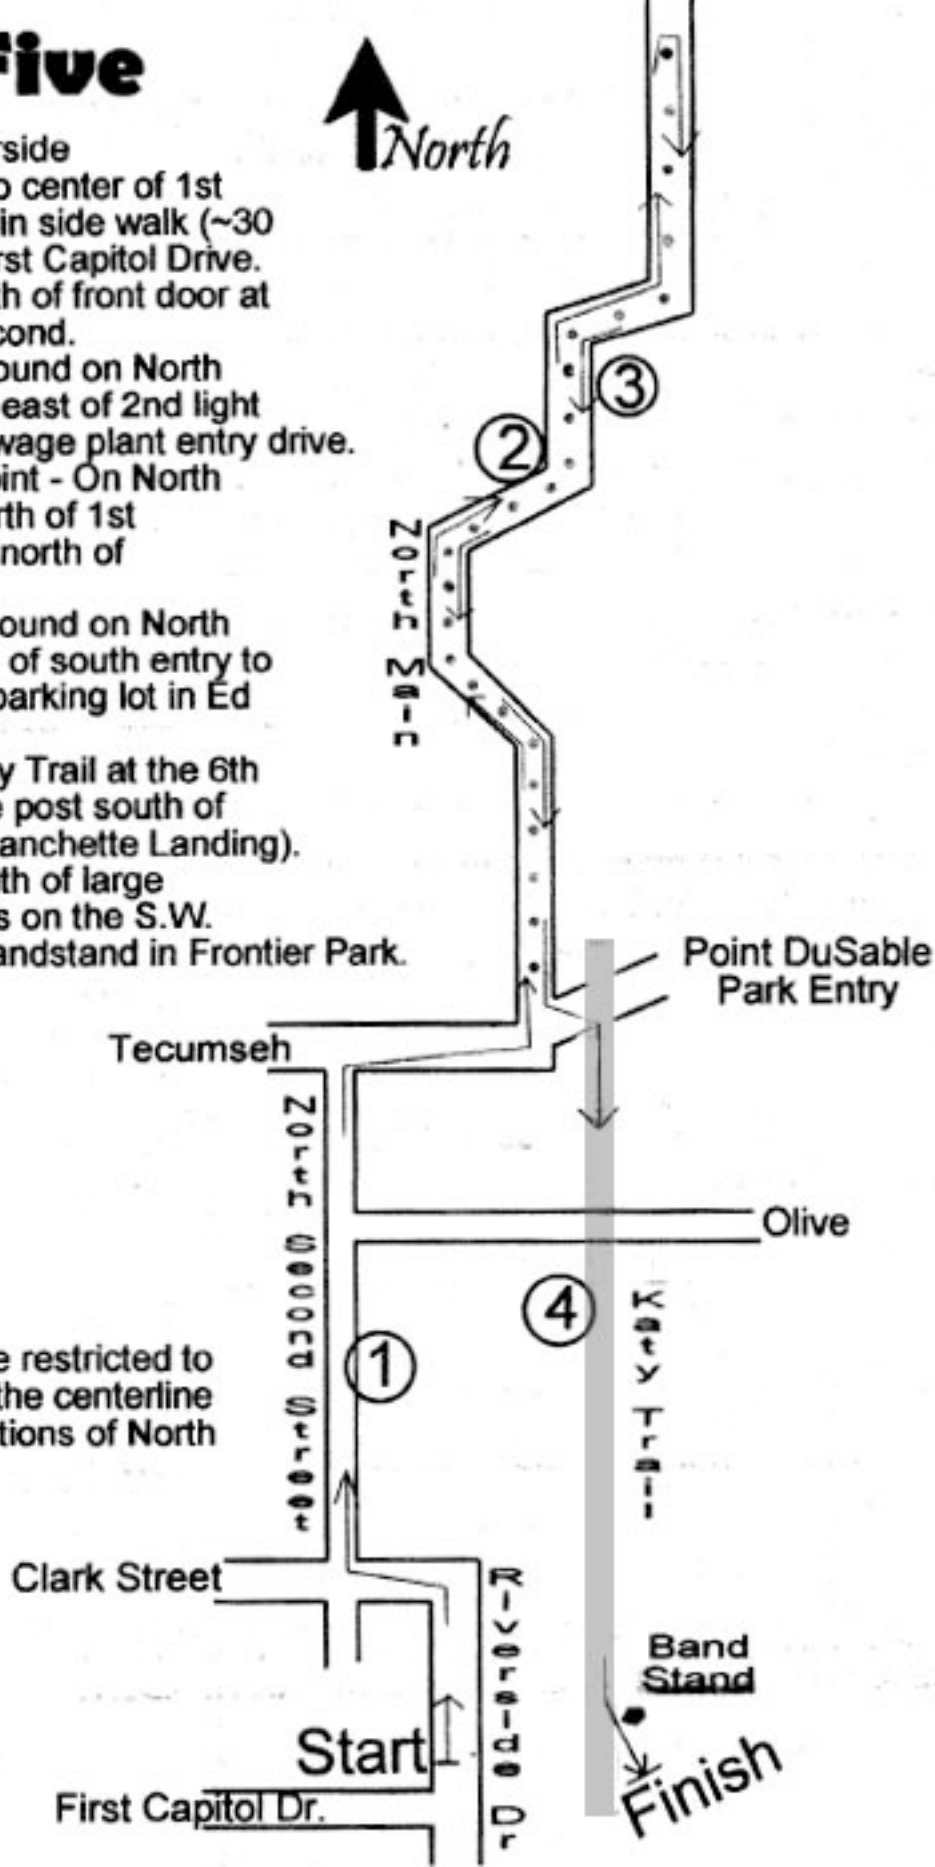 Five
rside
o center of 1st
in side walk (~30
rst Capitol Drive.
th of front door at
cond.
ound on North
east of 2nd light
wage plant entry drive.
oint - On North
rth of 1st
north of
ound on North
of south entry to
parking lot in Ed
y Trail at the 6th
e post south of
lanchette Landing).
th of large
s on the S.W.
andstand in Frontier Park.
e restricted to
the centerline
tions of North
North
3
2
North Main
Point DuSable
Park Entry
Tecumseh
North Second Street
Olive
4
Katy Trail
1
Clark Street
Riverside Dr
Band
Stand
Start
Finish
First Capitol Dr.